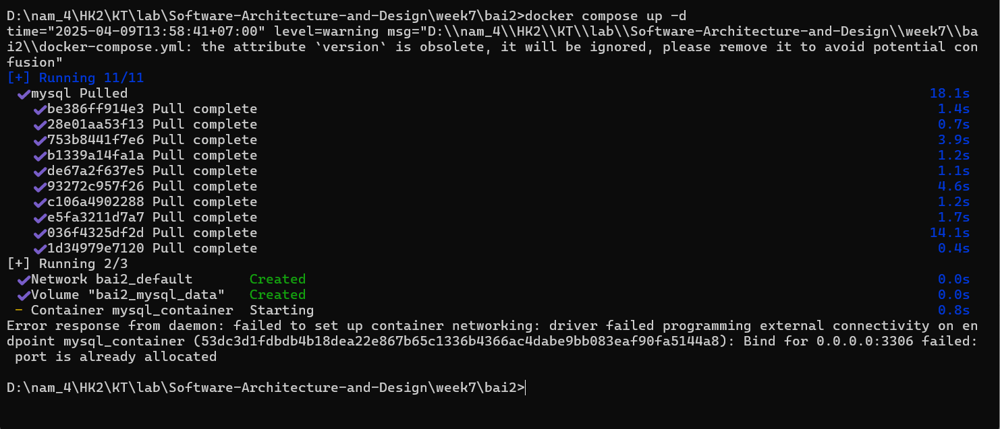 D:\nam_4\HK2\KT\lab\Software-Architecture-and-Design\week7\bai2>docker compose up -d
time="2025-04-09T13:58:41+07:00" level=warning msg="D:\\nam_4\\HK2\\KT\\lab\\Software-Architecture-and-Design\\week7\\ba
i2\\docker-compose.yml: the attribute `version` is obsolete, it will be ignored, please remove it to avoid potential con
fusion"
[+] Running 11/11
✔mysql Pulled 18.1s
✔be386ff914e3 Pull complete 1.4s
✔28e01aa53f13 Pull complete 0.7s
✔753b8441f7e6 Pull complete 3.9s
✔b1339a14fa1a Pull complete 1.2s
✔de67a2f637e5 Pull complete 1.1s
✔93272c957f26 Pull complete 4.6s
✔c106a4902288 Pull complete 1.2s
✔e5fa3211d7a7 Pull complete 1.7s
✔036f4325df2d Pull complete 14.1s
✔1d34979e7120 Pull complete 0.4s
[+] Running 2/3
✔Network bai2_default Created 0.0s
✔Volume "bai2_mysql_data" Created 0.0s
- Container mysql_container Starting 0.8s
Error response from daemon: failed to set up container networking: driver failed programming external connectivity on en
dpoint mysql_container (53dc3d1fdbdb4b18dea22e867b65c1336b4366ac4dabe9bb083eaf90fa5144a8): Bind for 0.0.0.0:3306 failed:
port is already allocated
D:\nam_4\HK2\KT\lab\Software-Architecture-and-Design\week7\bai2>